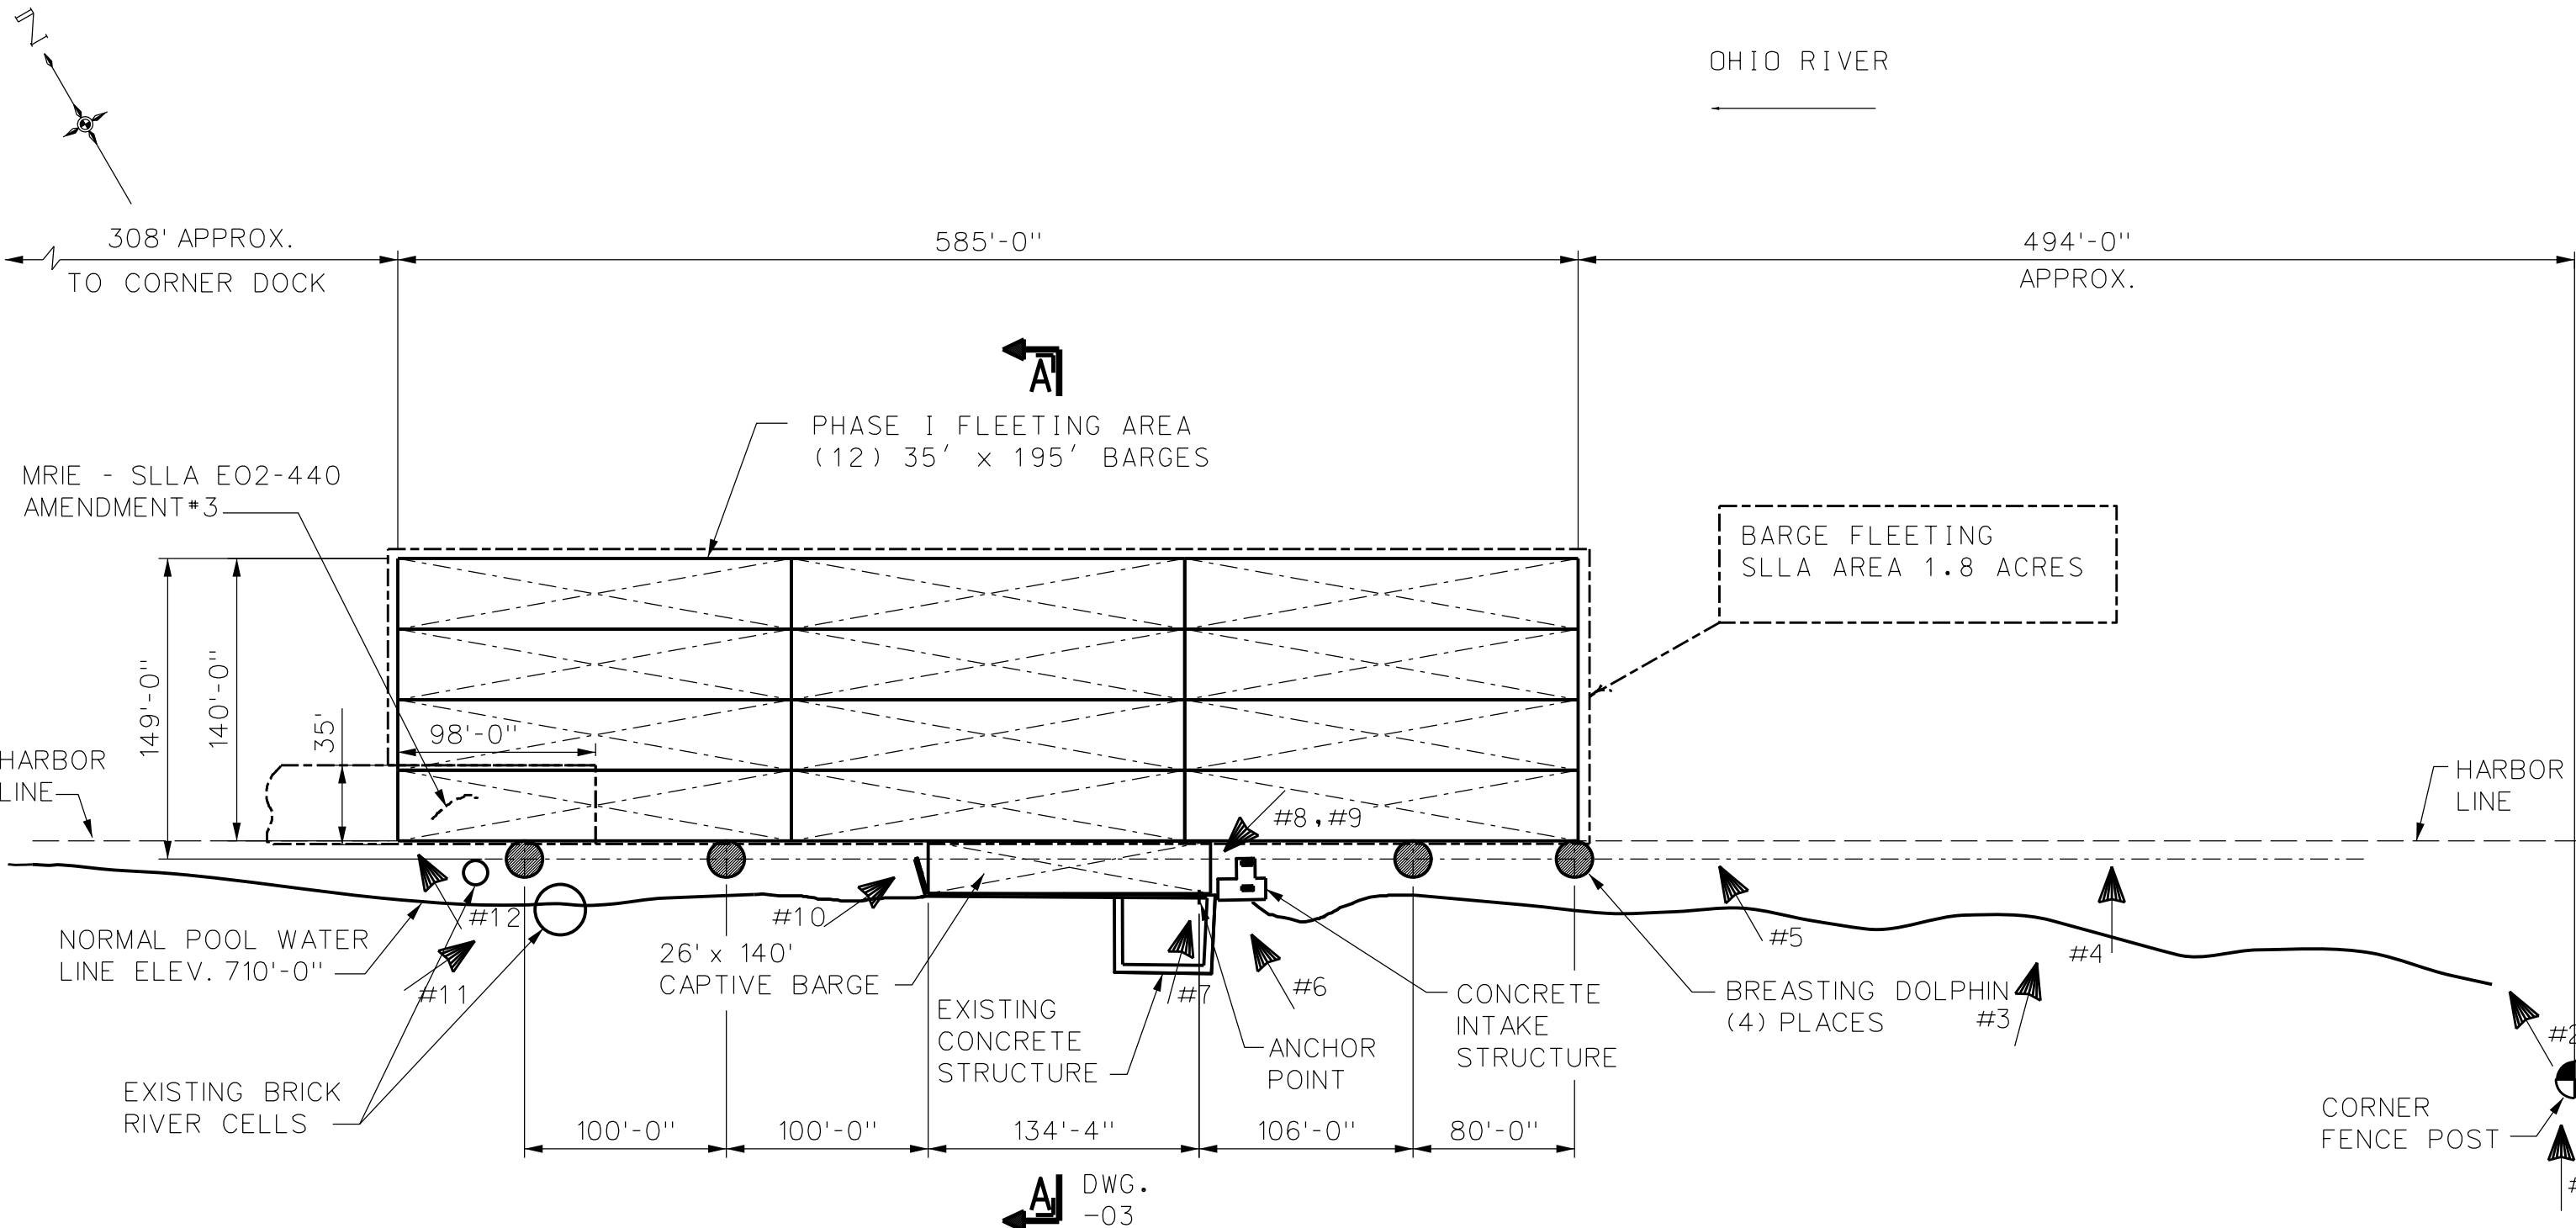 N
OHIO RIVER
308' APPROX.
TO CORNER DOCK
585'-0"
494'-0"
APPROX.
A
PHASE I FLEETING AREA
(12) 35' x 195' BARGES
MRIE - SLLA E02-440
AMENDMENT#3
BARGE FLEETING
SLLA AREA 1.8 ACRES
149'-0"
140'-0"
35'
98'-0"
HARBOR
LINE
HARBOR
LINE
#8,#9
#12
#10
#5
#4
NORMAL POOL WATER
LINE ELEV. 710'-0"
26' x 140'
CAPTIVE BARGE
#11
#7
#6
EXISTING
CONCRETE
STRUCTURE
ANCHOR
POINT
CONCRETE
INTAKE
STRUCTURE
BREASTING DOLPHIN
(4) PLACES
#3
#2
EXISTING BRICK
RIVER CELLS
CORNER
FENCE POST
100'-0"
100'-0"
134'-4"
106'-0"
80'-0"
#
A
DWG.
-03